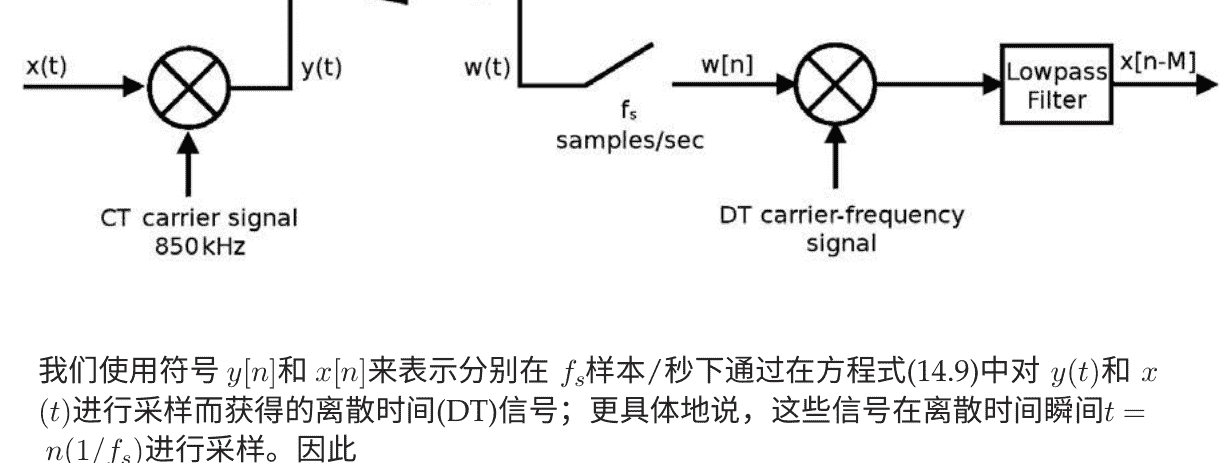 x(t)
y(t)
w(t)
w[n]
x[n-M]
Lowpass
Filter
fₛ
samples/sec
CT carrier signal
850kHz
DT carrier-frequency
signal
我们使用符号 y[n]和 x[n]来表示分别在 fₛ样本/秒下通过在方程式(14.9)中对 y(t)和 x
(t)进行采样而获得的离散时间(DT)信号；更具体地说，这些信号在离散时间瞬间t =
n(1/fₛ)进行采样。因此